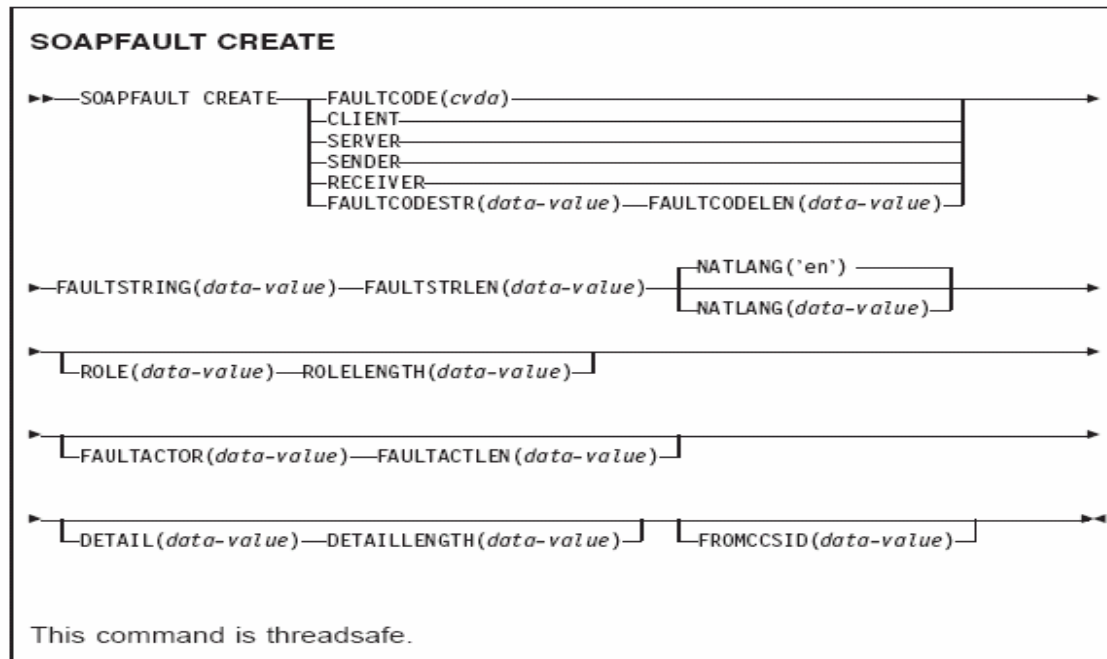 SOAPFAULT CREATE
SOAPFAULT CREATE FAULTCODE(cvda)
CLIENT
SERVER
SENDER
RECEIVER
FAULTCODESTR(data-value) FAULTCODELEN(data-value)
NATLANG('en')
FAULTSTRING(data-value) FAULTSTRLEN(data-value)
NATLANG(data-value)
ROLE(data-value) ROLELENGTH(data-value)
FAULTACTOR(data-value) FAULTACTLEN(data-value)
DETAIL(data-value) DETAILLENGTH(data-value) FROMCCSID(data-value)
This command is threadsafe.